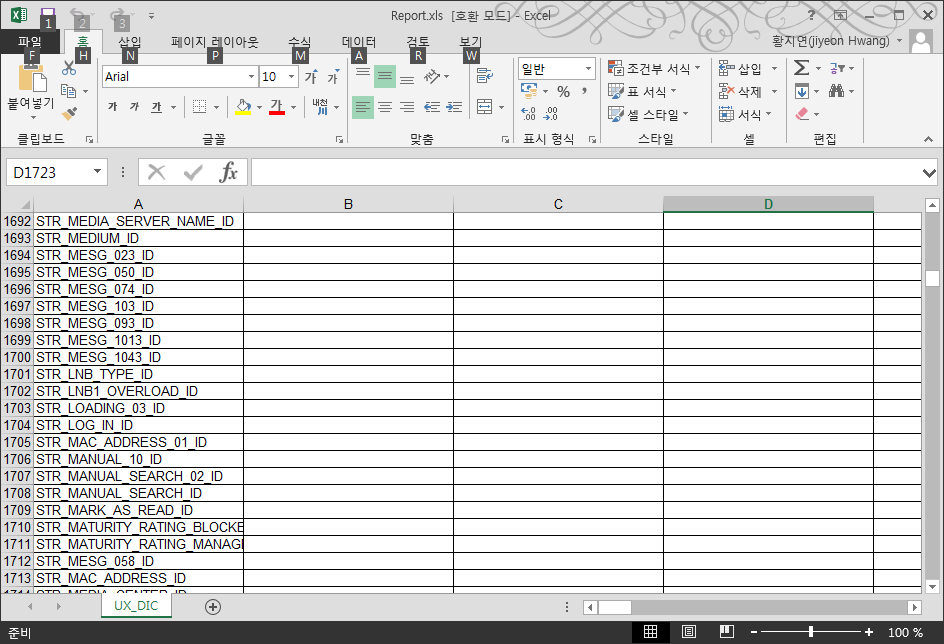 1 2 3
Report.xls [호환 모드] - Excel
?
파일 홈 삽입 페이지 레이아웃 수식 데이터 검토 보기
황지연(jiyeon Hwang)
F H N P M A R W
붙여넣기
클립보드
Arial 10 가 가
가 가 가 가 내천
글꼴
맞춤
일반
% ,
.0 .00
.00 .0
표시 형식
조건부 서식
표 서식
셀 스타일
스타일
삽입
삭제
서식
셀
Σ
편집
D1723
fx
A B C D
1692 STR_MEDIA_SERVER_NAME_ID
1693 STR_MEDIUM_ID
1694 STR_MESG_023_ID
1695 STR_MESG_050_ID
1696 STR_MESG_074_ID
1697 STR_MESG_103_ID
1698 STR_MESG_093_ID
1699 STR_MESG_1013_ID
1700 STR_MESG_1043_ID
1701 STR_LNB_TYPE_ID
1702 STR_LNB1_OVERLOAD_ID
1703 STR_LOADING_03_ID
1704 STR_LOG_IN_ID
1705 STR_MAC_ADDRESS_01_ID
1706 STR_MANUAL_10_ID
1707 STR_MANUAL_SEARCH_02_ID
1708 STR_MANUAL_SEARCH_ID
1709 STR_MARK_AS_READ_ID
1710 STR_MATURITY_RATING_BLOCKE
1711 STR_MATURITY_RATING_MANAGI
1712 STR_MESG_058_ID
1713 STR_MAC_ADDRESS_ID
1714 STR_MEDIA_CENTER_ID
UX_DIC
준비
100 %